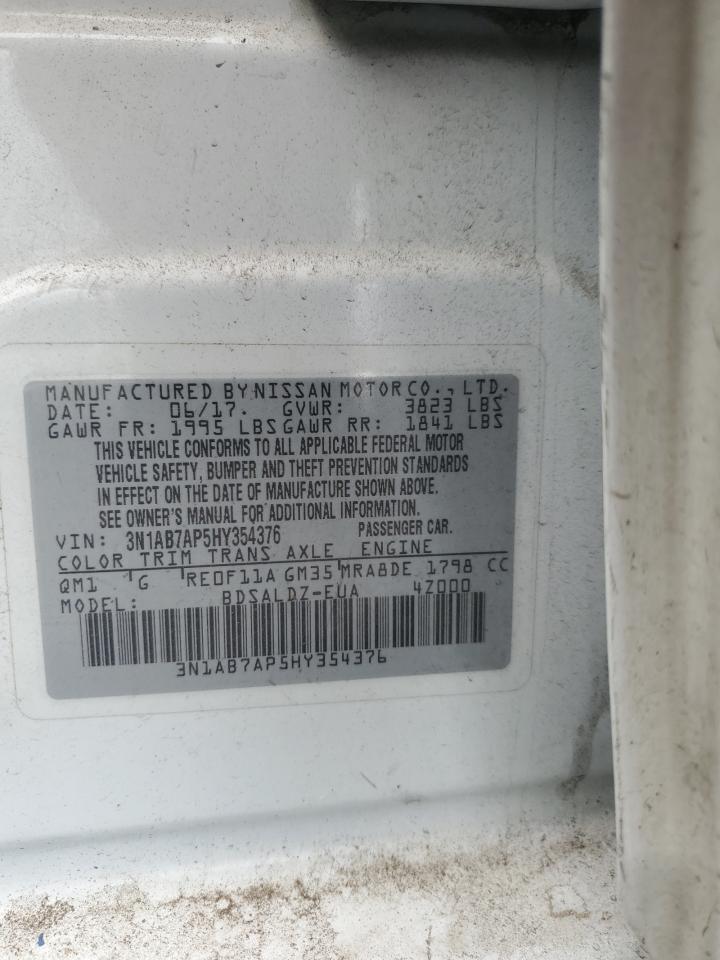 MANUFACTURED BY NISSAN MOTOR CO., LTD.
DATE: 06/17. GVWR: 3823 LBS
GAWR FR: 1995 LBS GAWR RR: 1841 LBS
THIS VEHICLE CONFORMS TO ALL APPLICABLE FEDERAL MOTOR
VEHICLE SAFETY, BUMPER AND THEFT PREVENTION STANDARDS
IN EFFECT ON THE DATE OF MANUFACTURE SHOWN ABOVE.
SEE OWNER'S MANUAL FOR ADDITIONAL INFORMATION.
VIN: 3N1AB7AP5HY354376 PASSENGER CAR.
COLOR TRIM TRANS AXLE ENGINE
QM1 G RE0F11A GM35 MRA8DE 1798 CC
MODEL: BDSALDZ-EUA 4Z000
3N1AB7AP5HY354376